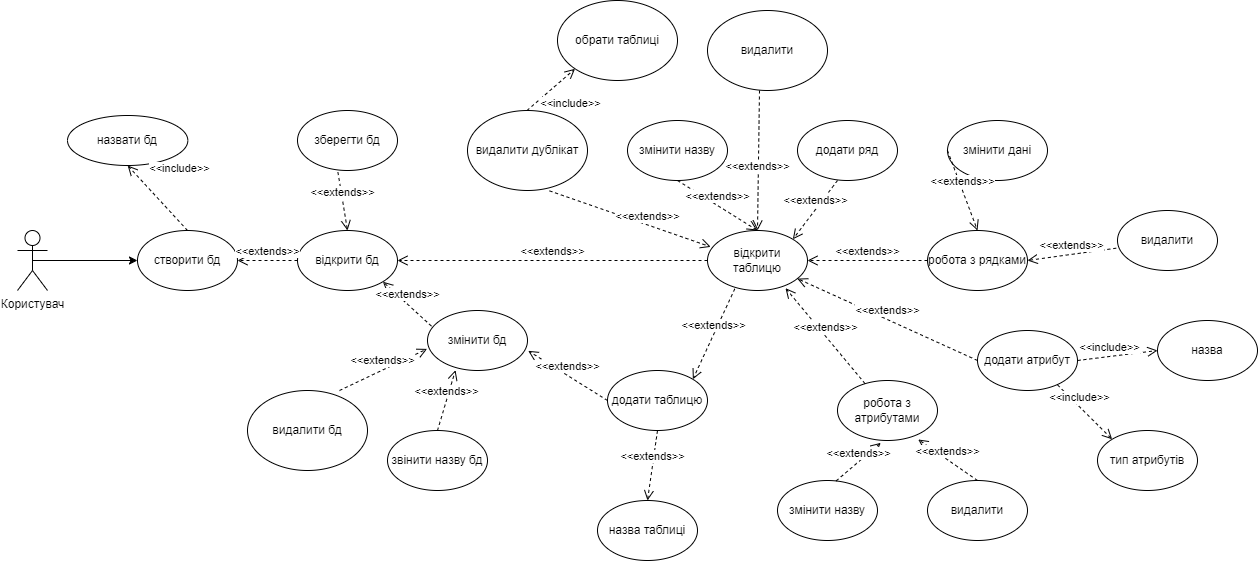 обрати таблиці
видалити
<<include>>
назвати бд
зберегти бд
видалити дублікат
змінити назву
додати ряд
змінити дані
<<include>>
<<extends>>
<<extends>>
<<extends>>
<<extends>>
<<extends>>
<<extends>>
Користувач
створити бд
<<extends>>
відкрити бд
<<extends>>
відкрити
таблицю
<<extends>>
робота з рядками
<<extends>>
видалити
<<extends>>
змінити бд
<<extends>>
<<extends>>
<<extends>>
<<extends>>
<<extends>>
<<extends>>
додати атрибут
<<include>>
назва
<<include>>
видалити бд
звінити назву бд
додати таблицю
робота з
атрибутами
<<extends>>
<<extends>>
<<extends>>
тип атрибутів
назва таблиці
змінити назву
видалити